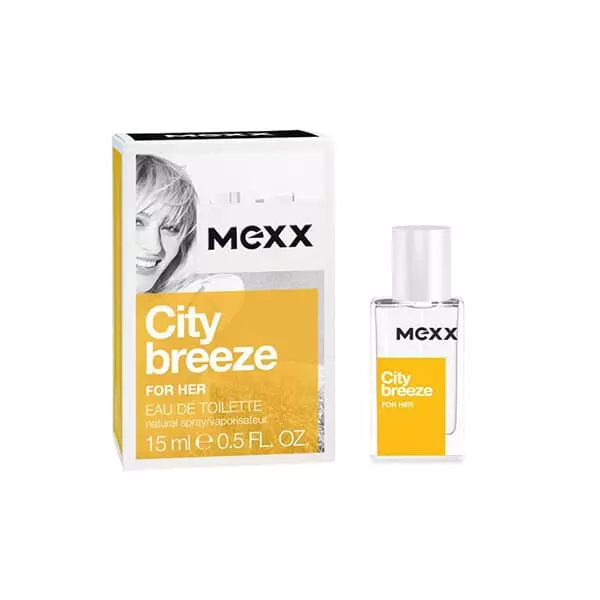 MEXX
MEXX
City
breeze
FOR HER
EAU DE TOILETTE
natural spray/vaporisateur
15 ml ℮ 0.5 FL. OZ.
MEXX
City
breeze
FOR HER